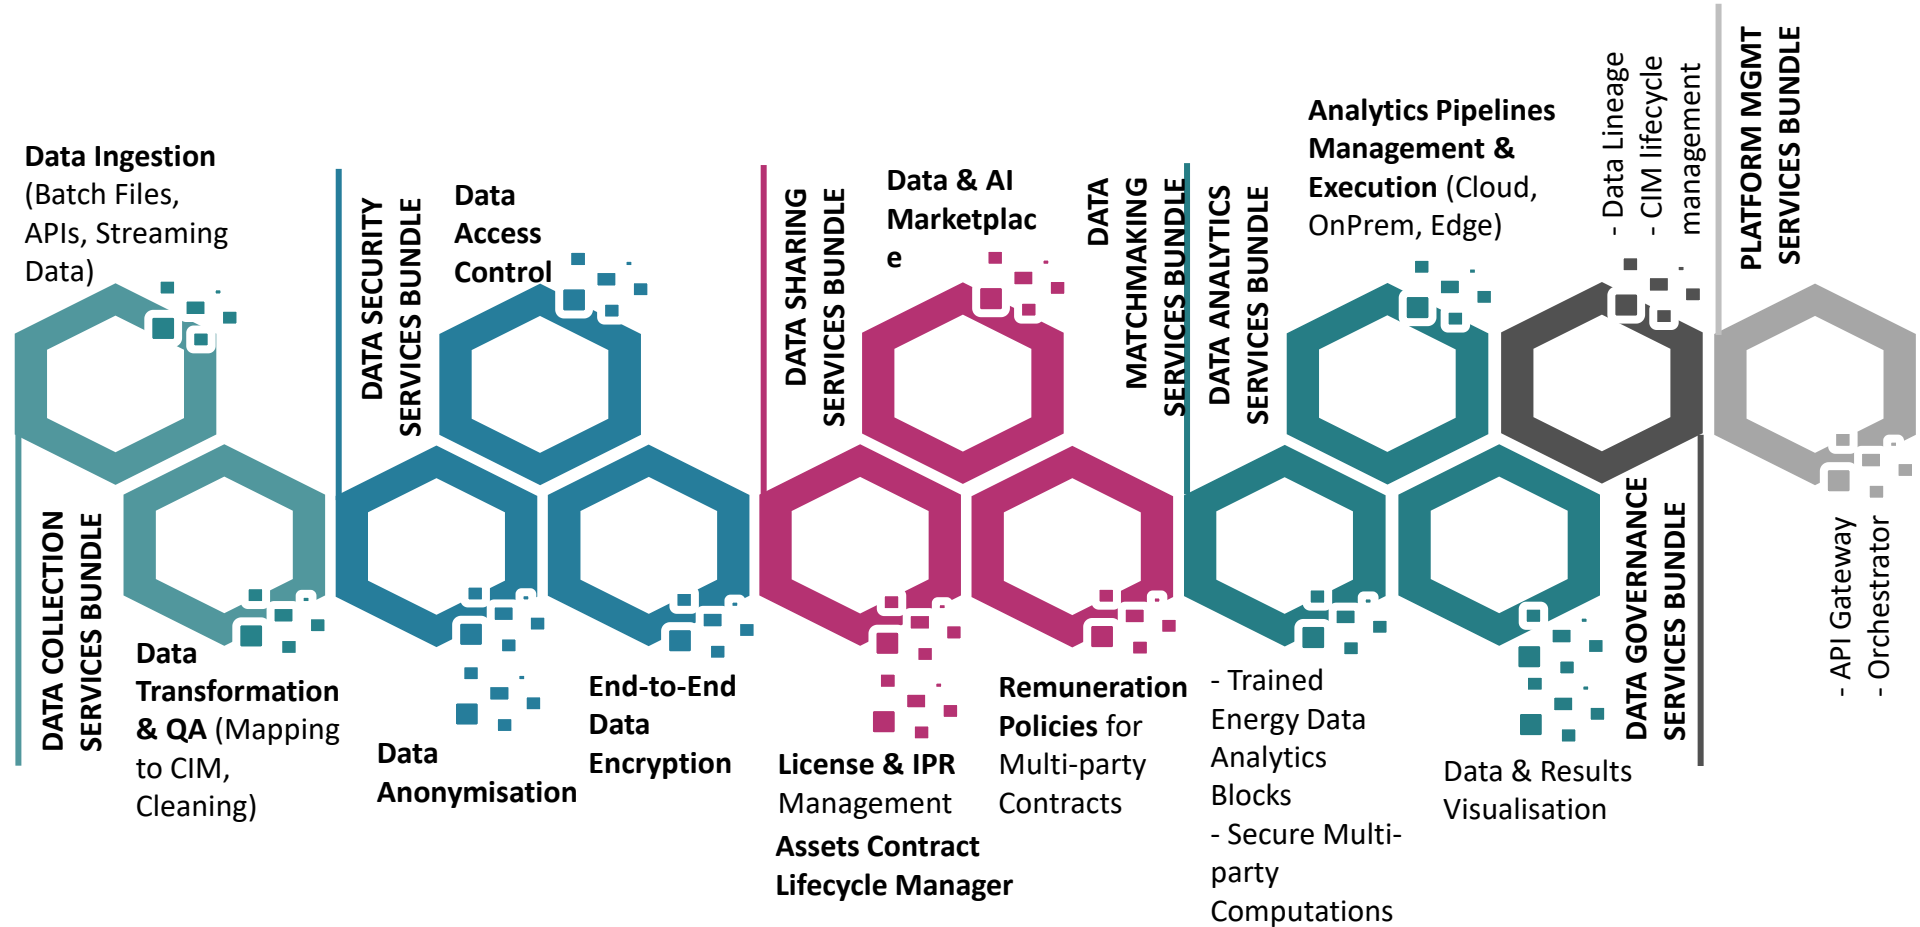 Data Ingestion
(Batch Files,
APIs, Streaming
Data)
DATA COLLECTION
SERVICES BUNDLE
Data
Transformation
& QA (Mapping
to CIM,
Cleaning)
DATA SECURITY
SERVICES BUNDLE
Data
Access
Control
Data
Anonymisation
End-to-End
Data
Encryption
DATA SHARING
SERVICES BUNDLE
Data & AI
Marketplac
e
License & IPR
Management
Assets Contract
Lifecycle Manager
Remuneration
Policies for
Multi-party
Contracts
DATA
MATCHMAKING
SERVICES BUNDLE
DATA ANALYTICS
SERVICES BUNDLE
Analytics Pipelines
Management &
Execution (Cloud,
OnPrem, Edge)
- Trained
Energy Data
Analytics
Blocks
- Secure Multi-
party
Computations
Data & Results
Visualisation
- Data Lineage
- CIM lifecycle
management
DATA GOVERNANCE
SERVICES BUNDLE
PLATFORM MGMT
SERVICES BUNDLE
- API Gateway
- Orchestrator